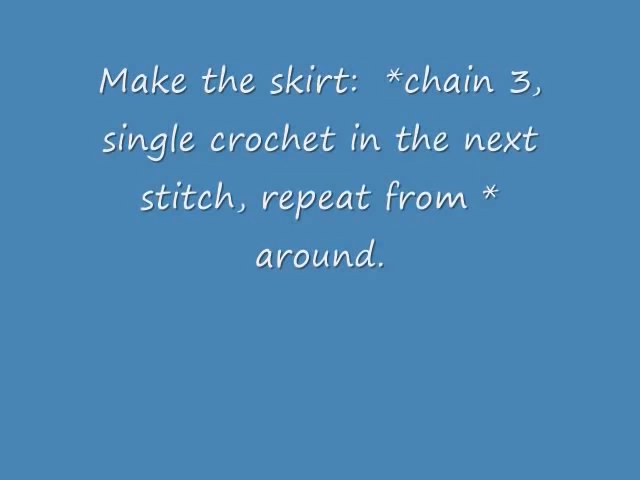 Make the skirt:  *chain 3,
single crochet in the next
stitch, repeat from *
around.